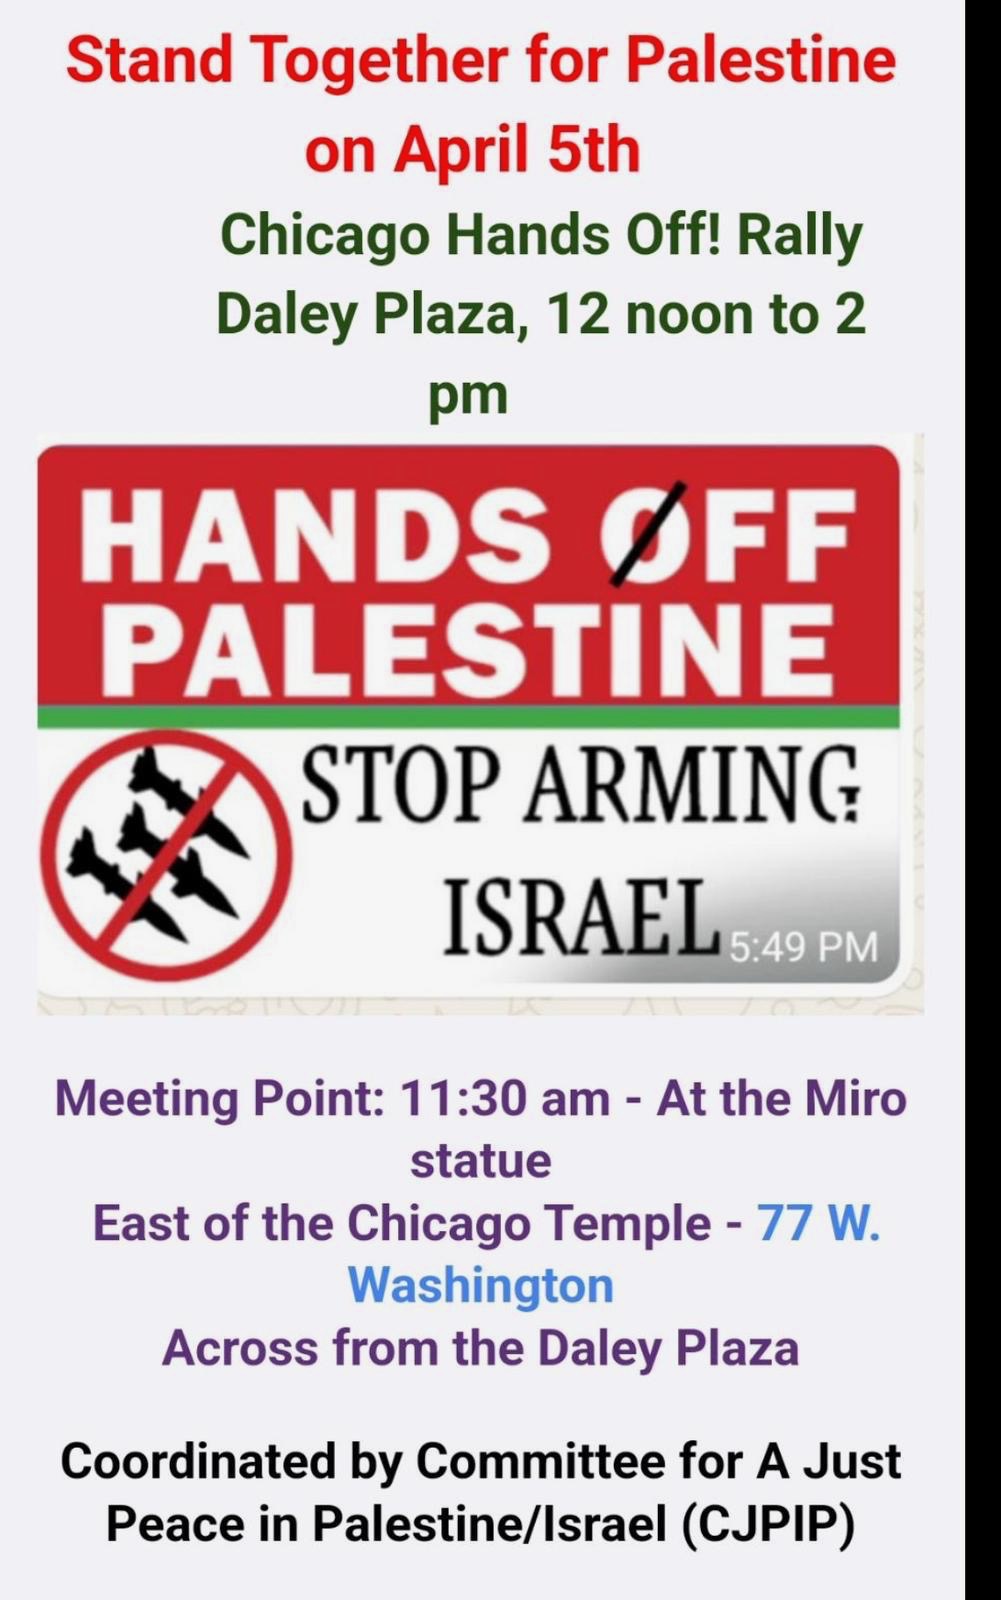 Stand Together for Palestine
on April 5th
Chicago Hands Off! Rally
Daley Plaza, 12 noon to 2
pm
HANDS OFF
PALESTINE
STOP ARMING
ISRAEL
5:49 PM
Meeting Point: 11:30 am - At the Miro
statue
East of the Chicago Temple - 77 W.
Washington
Across from the Daley Plaza
Coordinated by Committee for A Just
Peace in Palestine/Israel (CJPIP)